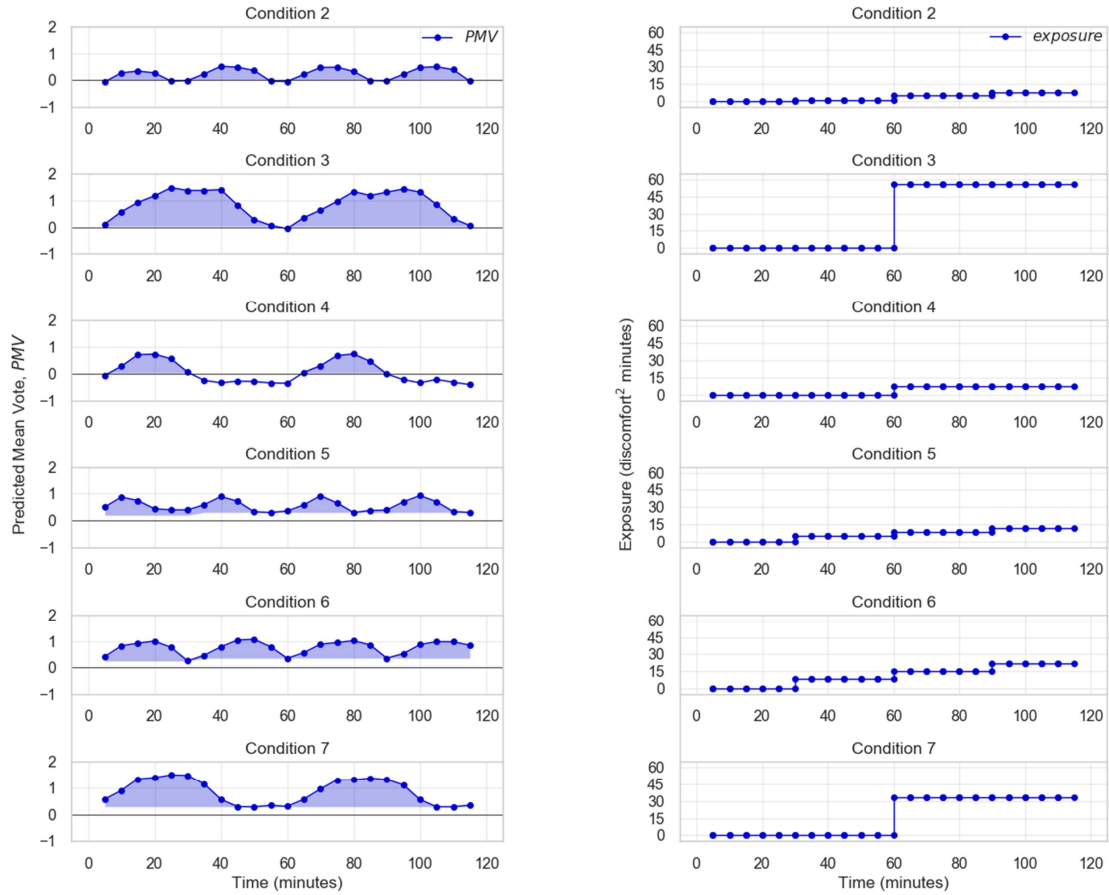 Condition 2
2
1
0
−1
PMV
0 20 40 60 80 100 120
Condition 3
2
1
0
−1
0 20 40 60 80 100 120
Condition 4
2
1
0
−1
0 20 40 60 80 100 120
Condition 5
2
1
0
−1
0 20 40 60 80 100 120
Condition 6
2
1
0
−1
0 20 40 60 80 100 120
Condition 7
2
1
0
−1
0 20 40 60 80 100 120
Time (minutes)
Predicted Mean Vote, PMV
Condition 2
60
45
30
15
0
exposure
0 20 40 60 80 100 120
Condition 3
60
45
30
15
0
0 20 40 60 80 100 120
Condition 4
60
45
30
15
0
0 20 40 60 80 100 120
Condition 5
60
45
30
15
0
0 20 40 60 80 100 120
Condition 6
60
45
30
15
0
0 20 40 60 80 100 120
Condition 7
60
45
30
15
0
0 20 40 60 80 100 120
Time (minutes)
Exposure (discomfort² minutes)